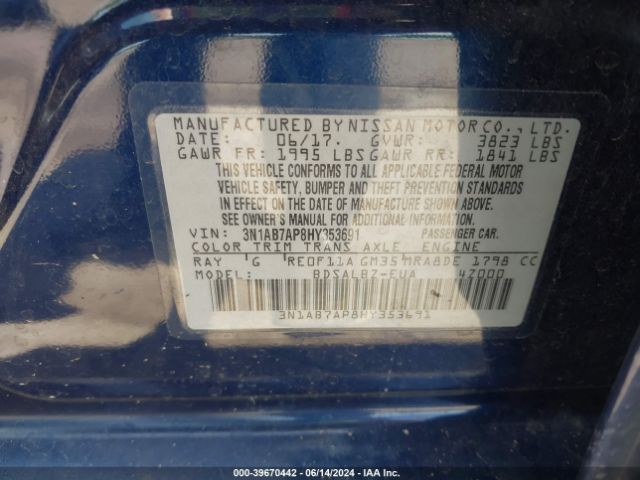 MANUFACTURED BY NISSAN MOTOR CO., LTD.
DATE: 06/17. GVWR: 3823 LBS
GAWR FR: 1995 LBS GAWR RR: 1841 LBS
THIS VEHICLE CONFORMS TO ALL APPLICABLE FEDERAL MOTOR
VEHICLE SAFETY, BUMPER AND THEFT PREVENTION STANDARDS
IN EFFECT ON THE DATE OF MANUFACTURE SHOWN ABOVE.
SEE OWNER'S MANUAL FOR ADDITIONAL INFORMATION.
VIN: 3N1AB7AP8HY353691 PASSENGER CAR.
COLOR TRIM TRANS AXLE ENGINE
RAY G RE0F11A GM35 MRA8DE 1798 CC
MODEL: BDSALBZ-EUA 4Z000
3N1AB7AP8HY353691
000-39670442 - 06/14/2024 - IAA Inc.